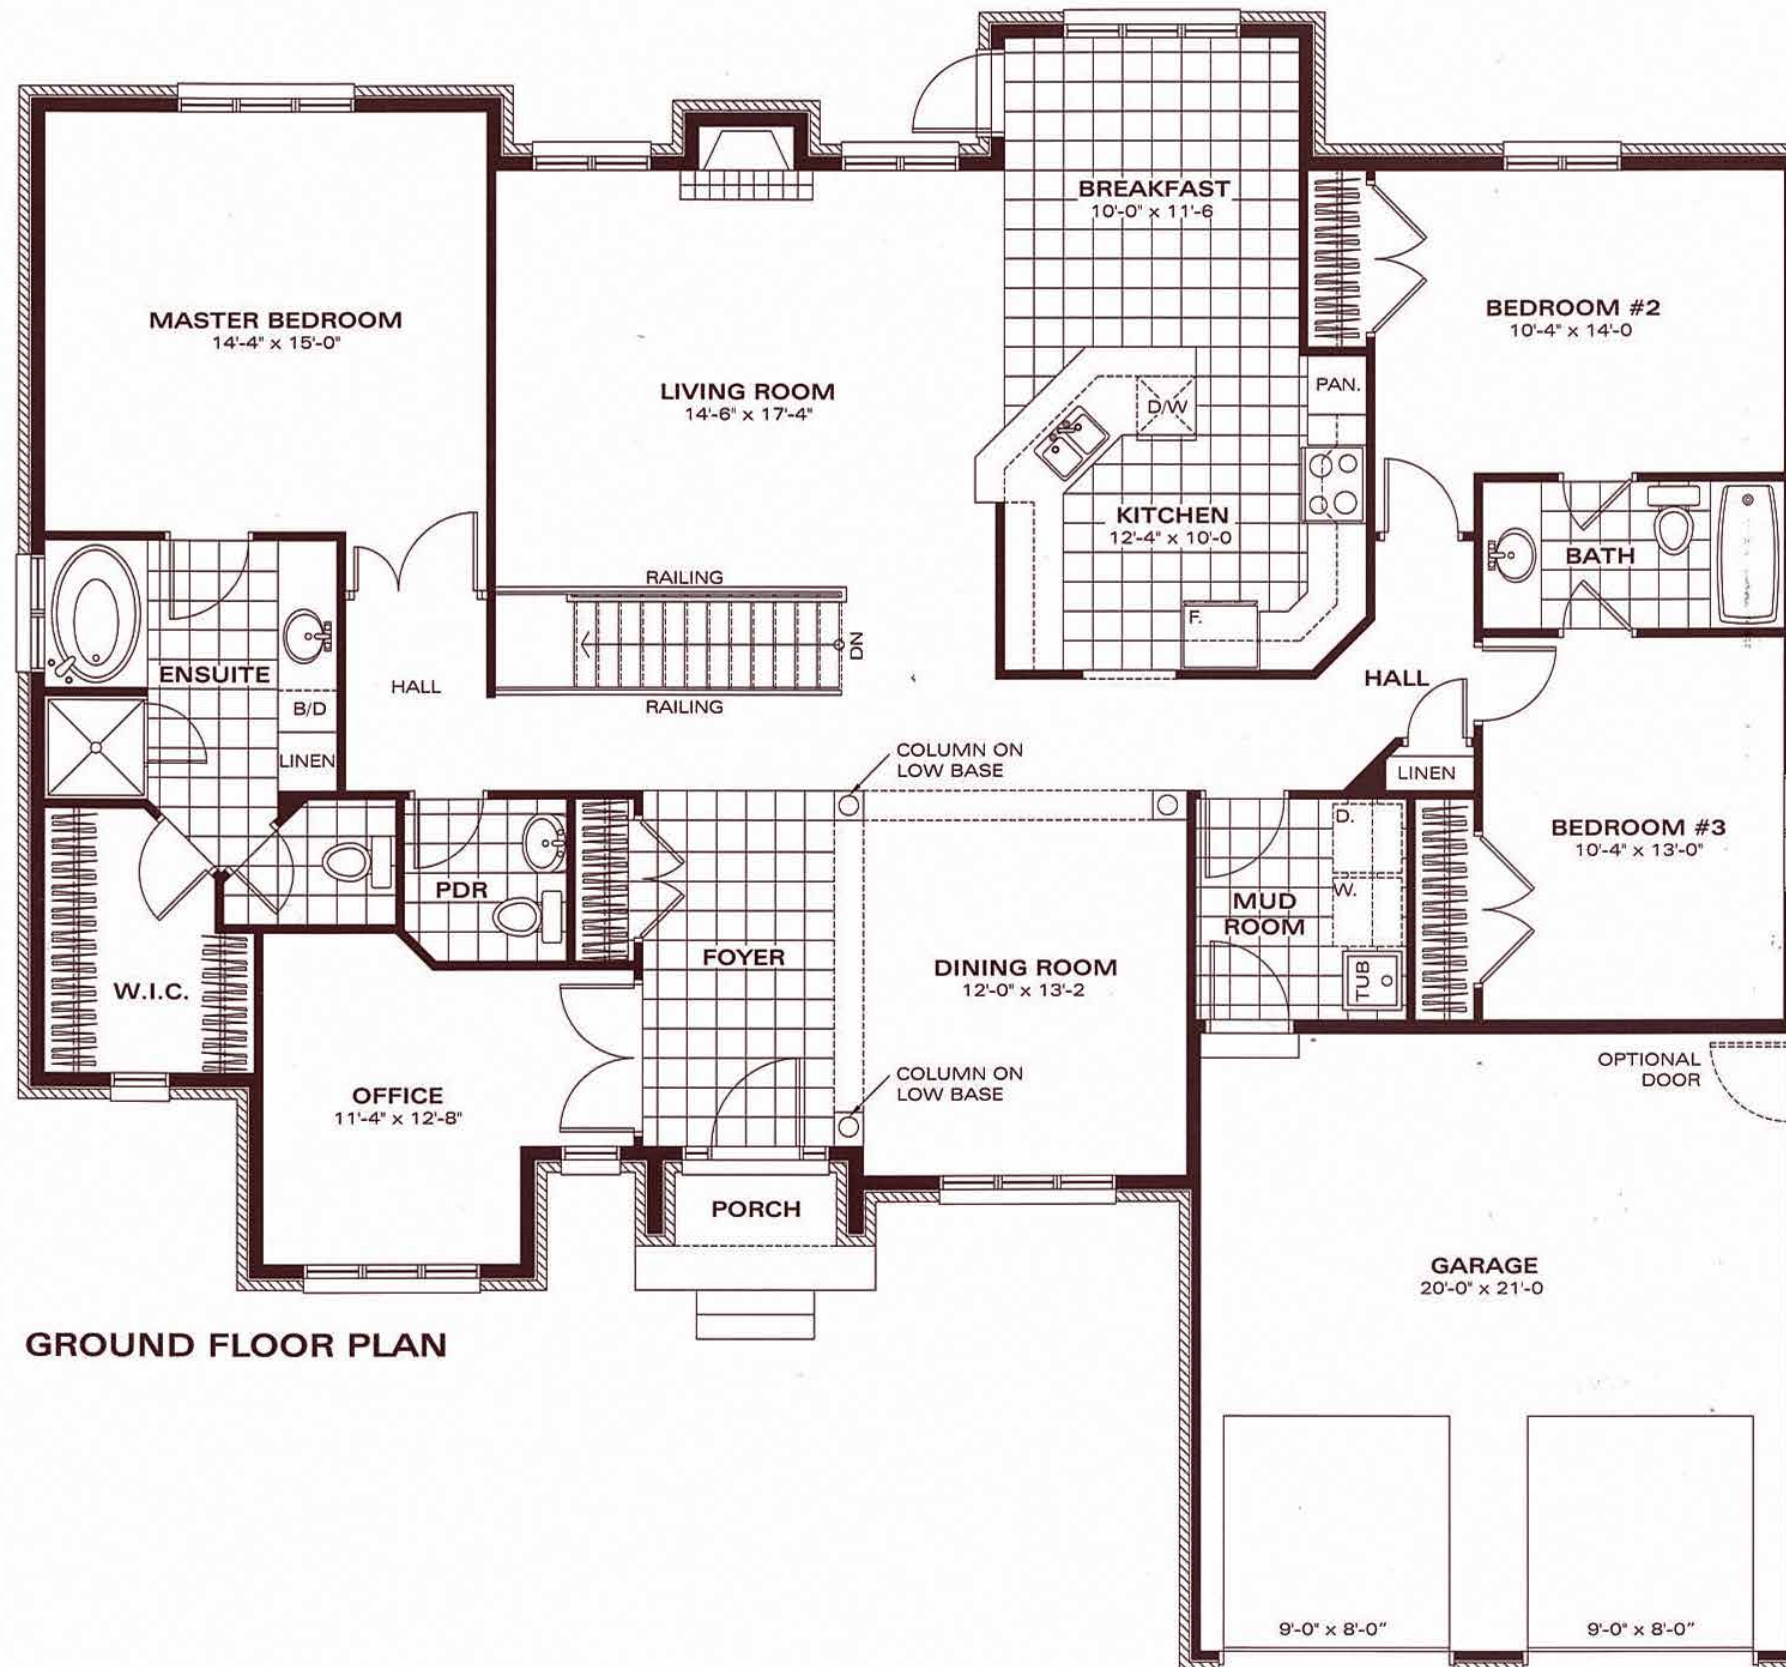 BREAKFAST
10'-0" x 11'-6
MASTER BEDROOM
14'-4" x 15'-0"
BEDROOM #2
10'-4" x 14'-0
LIVING ROOM
14'-6" x 17'-4"
PAN.
D/W
KITCHEN
12'-4" x 10'-0
BATH
RAILING
F.
DN
ENSUITE
HALL
HALL
B/D
RAILING
LINEN
COLUMN ON
LOW BASE
LINEN
D.
BEDROOM #3
10'-4" x 13'-0"
PDR
W.
MUD
ROOM
FOYER
DINING ROOM
12'-0" x 13'-2
TUB
W.I.C.
OPTIONAL
DOOR
OFFICE
11'-4" x 12'-8"
COLUMN ON
LOW BASE
PORCH
GARAGE
20'-0" x 21'-0
GROUND FLOOR PLAN
9'-0" x 8'-0"
9'-0" x 8'-0"